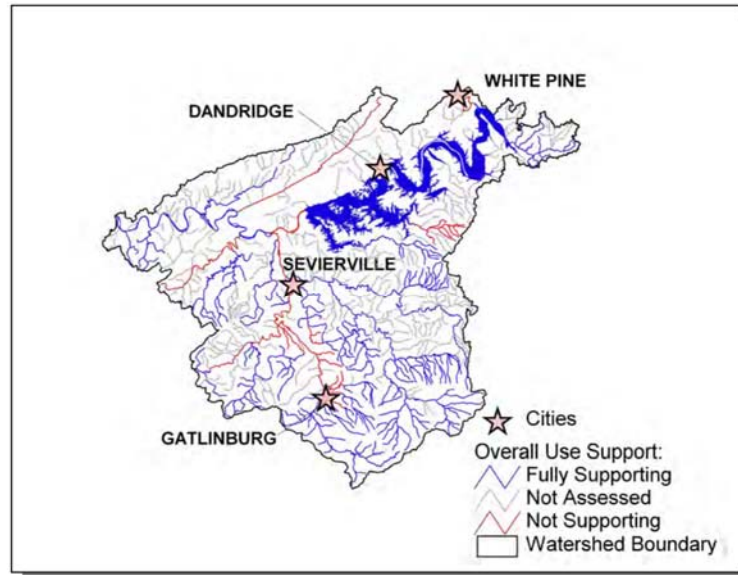 WHITE PINE
DANDRIDGE
SEVIERVILLE
GATLINBURG
Cities
Overall Use Support:
Fully Supporting
Not Assessed
Not Supporting
Watershed Boundary